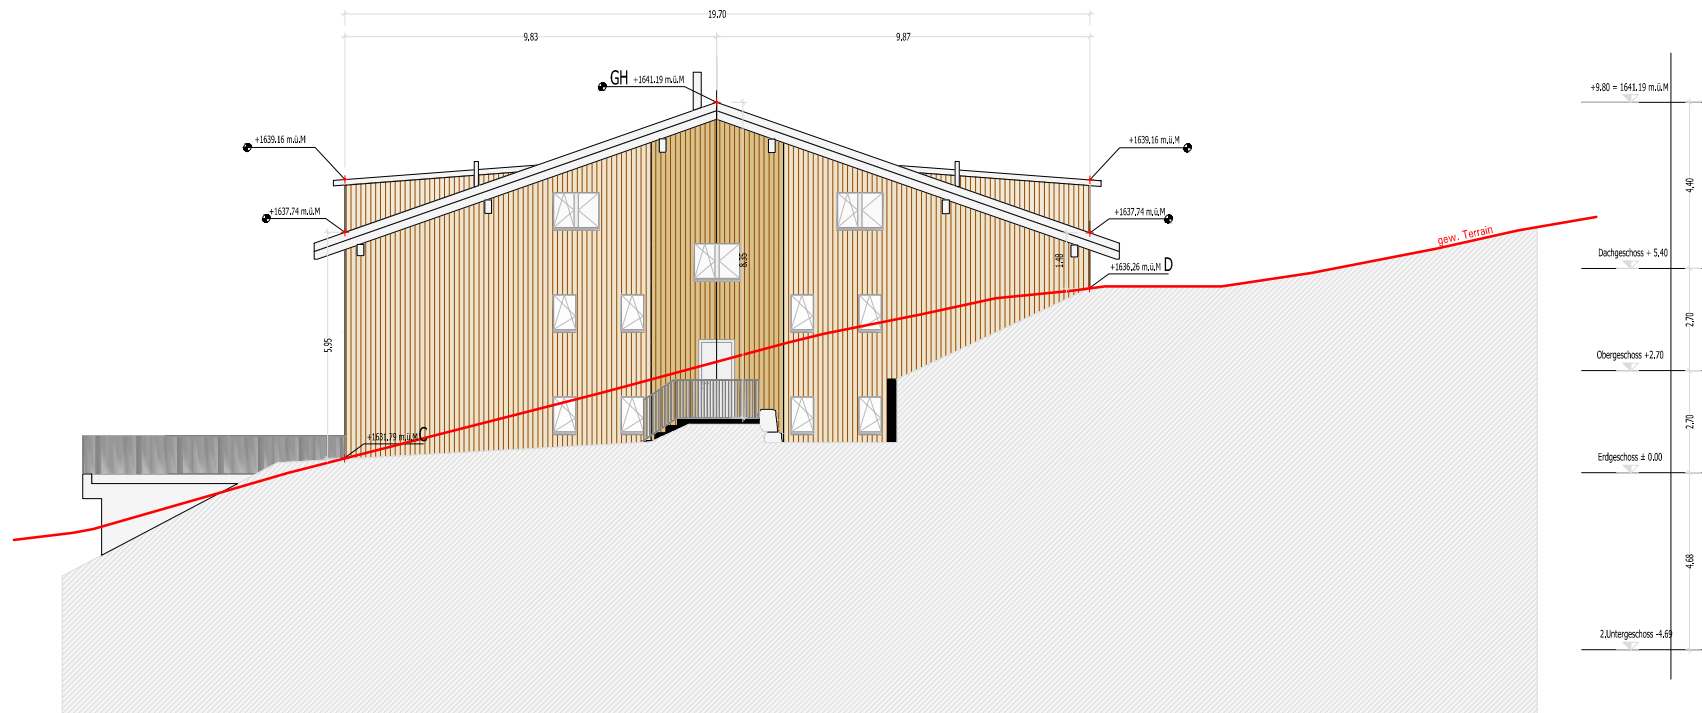 19.70
9.83
9.87
GH +1641.19 m.ü.M
+9.80 = 1641.19 m.ü.M
+1639.16 m.ü.M
+1639.16 m.ü.M
4.40
+1637.74 m.ü.M
+1637.74 m.ü.M
gew. Terrain
8.35
1.48
+1636.26 m.ü.M D
Dachgeschoss + 5.40
2.70
5.95
Obergeschoss +2.70
2.70
+1631.79 m.ü.M C
Erdgeschoss ± 0.00
4.68
2.Untergeschoss -4.69